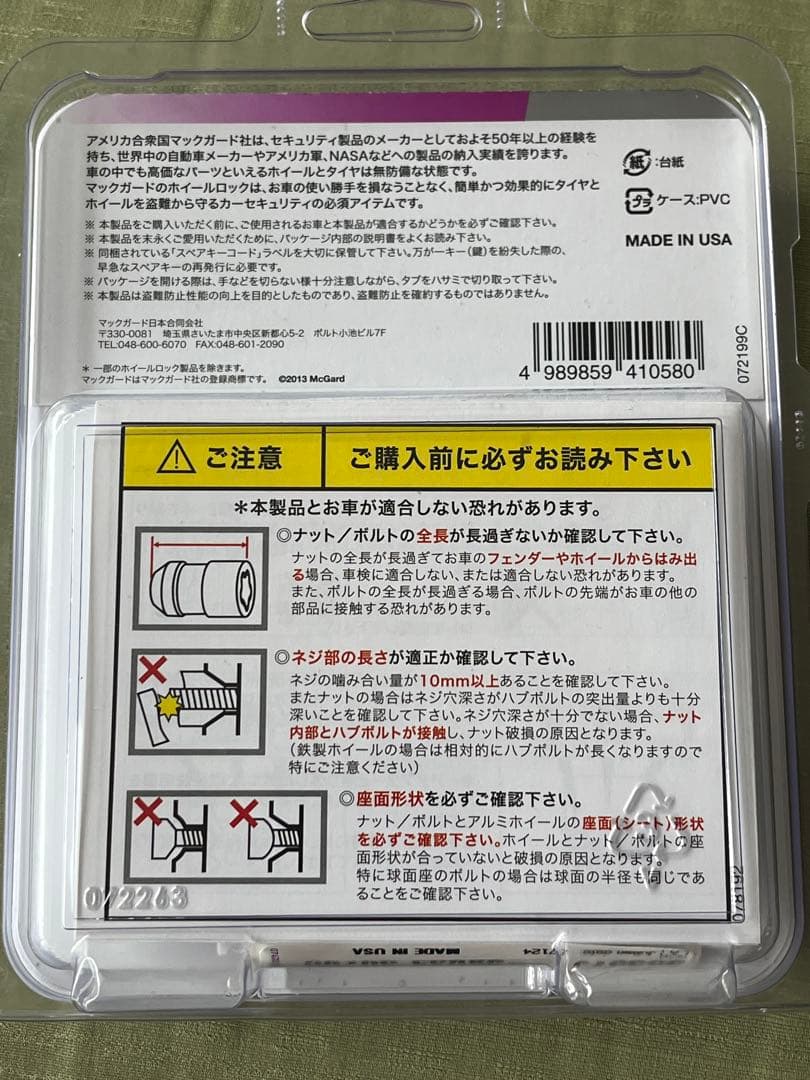 アメリカ合衆国マックガード社は、セキュリティ製品のメーカーとしておよそ50年以上の経験を
持ち、世界中の自動車メーカーやアメリカ軍、NASAなどへの製品の納入実績を誇ります。
車の中でも高価なパーツといえるホイールとタイヤは無防備な状態です。
マックガードのホイールロックは、お車の使い勝手を損なうことなく、簡単かつ効果的にタイヤと
ホイールを盗難から守るカーセキュリティの必須アイテムです。
※ 本製品をご購入いただく前に、ご使用されるお車と本製品が適合するかどうかを必ずご確認下さい。
※ 本製品を末永くご愛用いただくために、パッケージ内部の説明書をよくお読み下さい。
※ 同梱されている「スペアキーコード」ラベルを大切に保管して下さい。万が一キー(鍵)を紛失した際の、
早急なスペアキーの再発行に必要です。
※ パッケージを開ける際は、手などを切らない様十分注意しながら、タブをハサミで切り取って下さい。
※ 本製品は盗難防止性能の向上を目的としたものであり、盗難防止を確約するものではありません。
マックガード日本合同会社
〒330-0081 埼玉県さいたま市中央区新都心5-2 ポルト小池ビル7F
TEL:048-600-6070 FAX:048-601-2090
* 一部のホイールロック製品を除きます。
マックガードはマックガード社の登録商標です。 ©2013 McGard
紙 :台紙
プラ ケース:PVC
MADE IN USA
4 989859 410580
072199C
ご注意
ご購入前に必ずお読み下さい
*本製品とお車が適合しない恐れがあります。
◎ナット/ボルトの全長が長過ぎないか確認して下さい。
ナットの全長が長過ぎてお車のフェンダーやホイールからはみ出
る場合、車検に適合しない、または適合しない恐れがあります。
また、ボルトの全長が長過ぎる場合、ボルトの先端がお車の他の
部品に接触する恐れがあります。
◎ネジ部の長さが適正か確認して下さい。
ネジの噛み合い量が10mm以上あることを確認して下さい。
またナットの場合はネジ穴深さがハブボルトの突出量よりも十分
深いことを確認して下さい。ネジ穴深さが十分でない場合、ナット
内部とハブボルトが接触し、ナット破損の原因となります。
(鉄製ホイールの場合は相対的にハブボルトが長くなりますので
特にご注意ください)
◎座面形状を必ずご確認下さい。
ナット/ボルトとアルミホイールの座面(シート)形状
を必ずご確認下さい。ホイールとナット/ボルトの座
面形状が合っていないと破損の原因となります。
特に球面座のボルトの場合は球面の半径も同じであ
ることをご確認下さい。
072263
078192
MADE IN USA